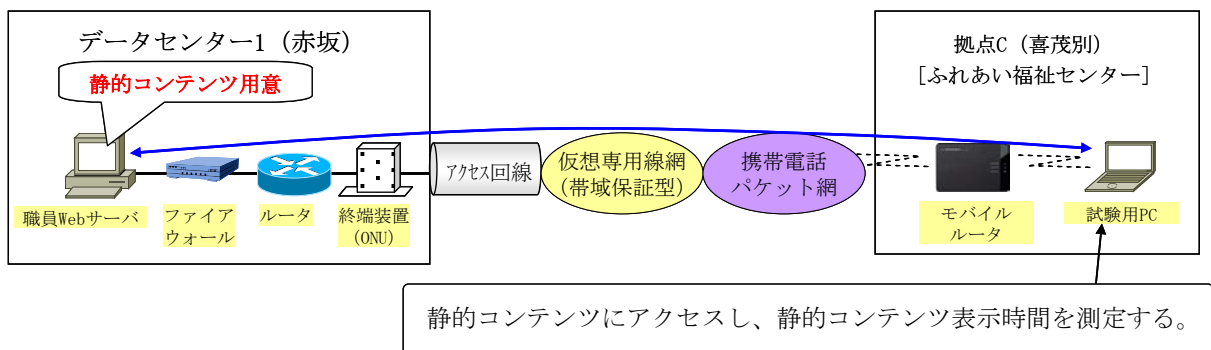 データセンター1（赤坂）
静的コンテンツ用意
職員Webサーバ
ファイア
ウォール
ルータ
終端装置
（ONU）
アクセス回線
仮想専用線網
（帯域保証型）
携帯電話
パケット網
拠点C（喜茂別）
［ふれあい福祉センター］
モバイル
ルータ
試験用PC
静的コンテンツにアクセスし、静的コンテンツ表示時間を測定する。